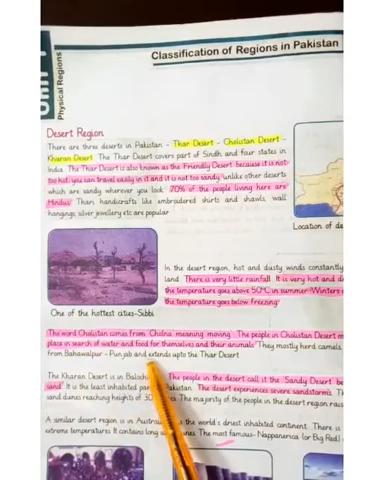 Unit 1
Physical Regions
Classification of Regions in Pakistan
Desert Region
There are three deserts in Pakistan - Thar Desert - Cholistan Desert -
Kharan Desert. The Thar Desert covers part of Sindh and four states in
India. The Thar Desert is also known as the Friendly Desert because it is not
too hot, you can travel easily in it and it is not too sandy, unlike other deserts
which are sandy wherever you look. 70% of the people living here are
Hindus. Thari handicrafts like embroidered shirts and shawls, wall
hangings, silver jewellery etc are popular
Location of de
In the desert region, hot and dusty winds constantly
land. There is very little rainfall. It is very hot and d
the temperature goes above 50°C in summer. Winters
the temperature goes below freezing.
One of the hottest cities-Sibbi
The word Cholistan comes from Cholna meaning moving. The people in Cholistan Desert m
place in search of water and food for themselves and their animals. They mostly herd camels
from Bahawalpur - Punjab and extends upto the Thar Desert
The Kharan Desert is in Baloch The people in the desert call it the 'Sandy Desert be
sand'. It is the least inhabited par Pakistan. The desert experiences severe sandstorms. T
sand dunes reaching heights of 30 The majority of the people in the desert region rais
A similar desert region is in Austral is the world's driest inhabited continent. There is
extreme temperatures. It contains long The most famous- Nappanerica (or Big Red)